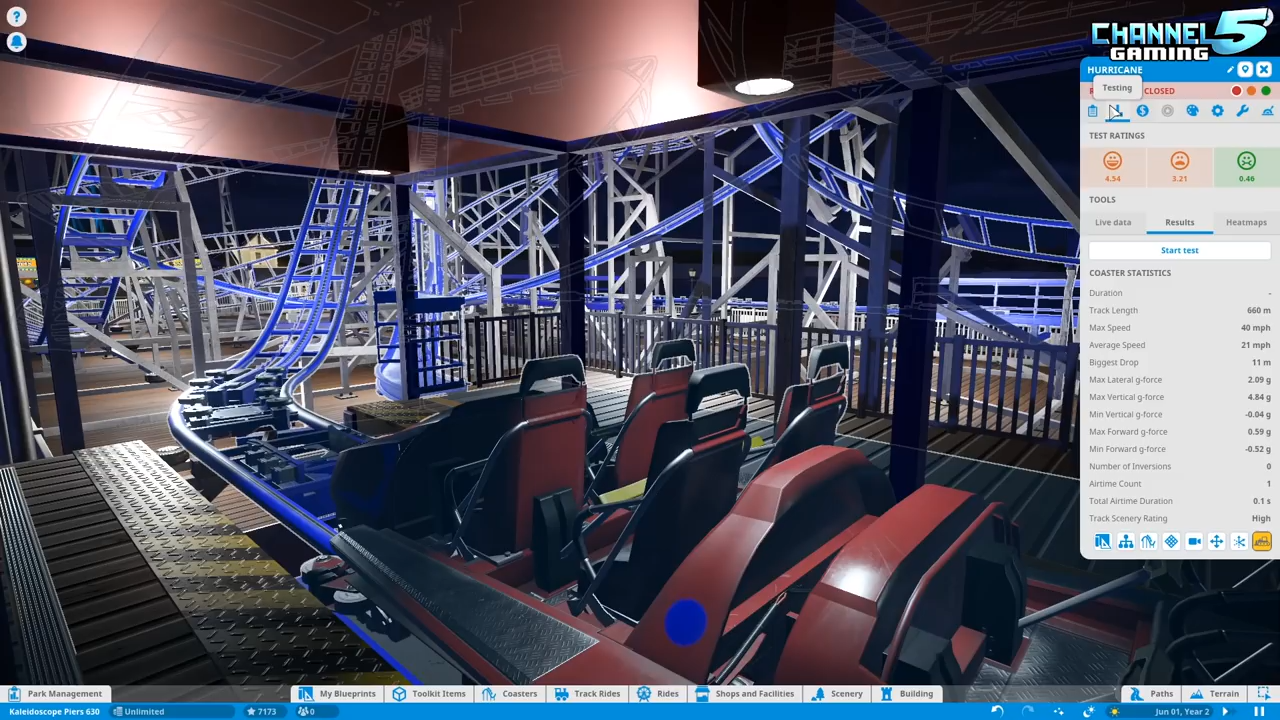 CHANNEL 5
GAMING
HURRICANE
Testing
CLOSED
TEST RATINGS
4.54 3.21 0.46
TOOLS
Live data Results Heatmaps
Start test
COASTER STATISTICS
Duration -
Track Length 660 m
Max Speed 40 mph
Average Speed 21 mph
Biggest Drop 11 m
Max Lateral g-force 2.09 g
Max Vertical g-force 4.84 g
Min Vertical g-force -0.04 g
Max Forward g-force 0.59 g
Min Forward g-force -0.52 g
Number of Inversions 0
Airtime Count 1
Total Airtime Duration 0.1 s
Track Scenery Rating High
Park Management My Blueprints Toolkit Items Coasters Track Rides Rides Shops and Facilities Scenery Building Paths Terrain
Kaleidoscope Piers 630 Unlimited 7173 0 Jun 01, Year 2